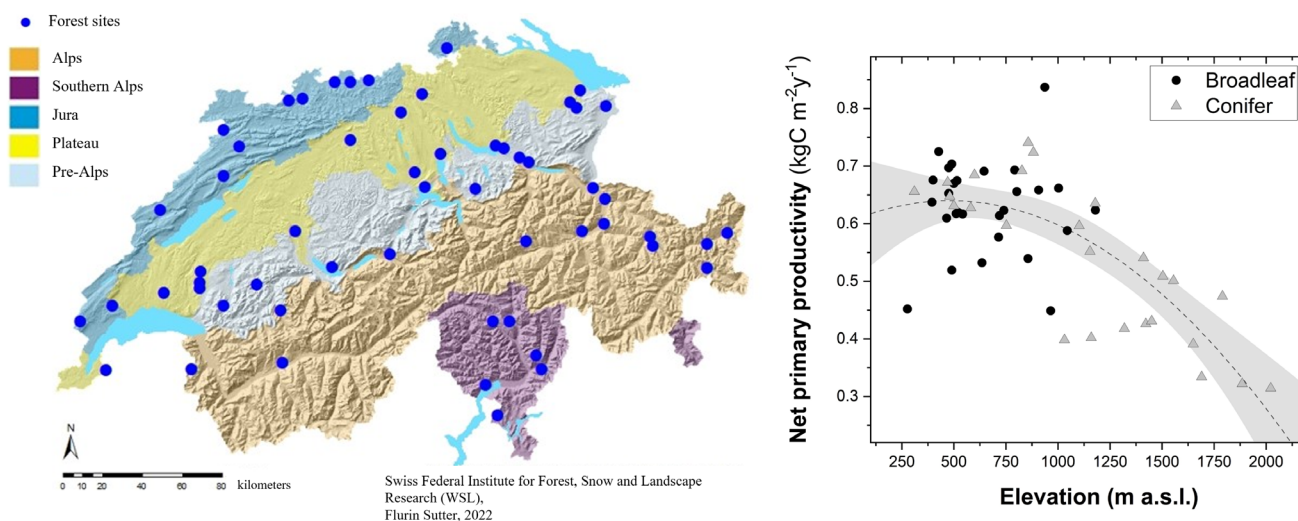 Forest sites
Alps
Southern Alps
Jura
Plateau
Pre-Alps
N
0 10 20 40 60 80 kilometers
Swiss Federal Institute for Forest, Snow and Landscape
Research (WSL),
Flurin Sutter, 2022
Broadleaf
Conifer
Net primary productivity (kgC m⁻²y⁻¹)
0.8
0.7
0.6
0.5
0.4
0.3
250 500 750 1000 1250 1500 1750 2000
Elevation (m a.s.l.)